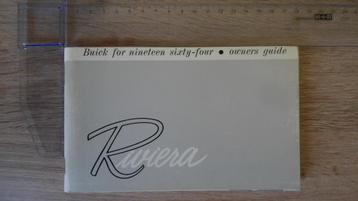 Buick for nineteen sixty-four • owners guide
Riviera